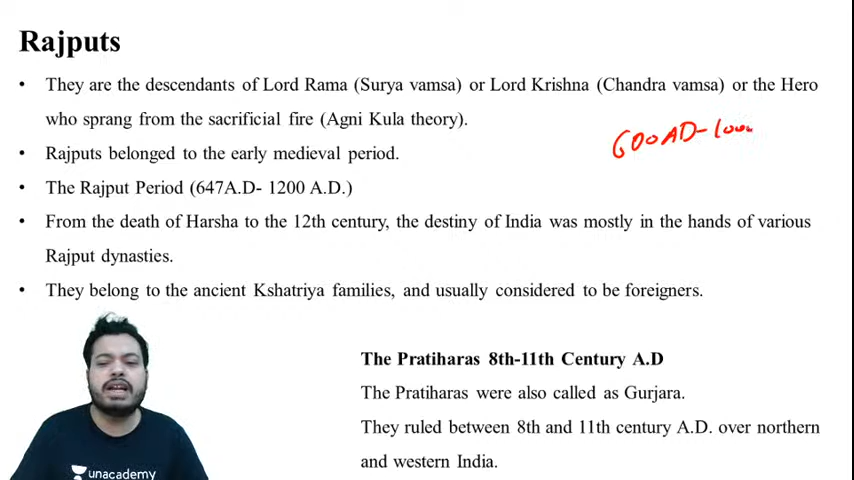 Rajputs
• They are the descendants of Lord Rama (Surya vamsa) or Lord Krishna (Chandra vamsa) or the Hero
who sprang from the sacrificial fire (Agni Kula theory).
600AD-1000
• Rajputs belonged to the early medieval period.
• The Rajput Period (647A.D- 1200 A.D.)
• From the death of Harsha to the 12th century, the destiny of India was mostly in the hands of various
Rajput dynasties.
• They belong to the ancient Kshatriya families, and usually considered to be foreigners.
The Pratiharas 8th-11th Century A.D
The Pratiharas were also called as Gurjara.
They ruled between 8th and 11th century A.D. over northern
and western India.
unacademy